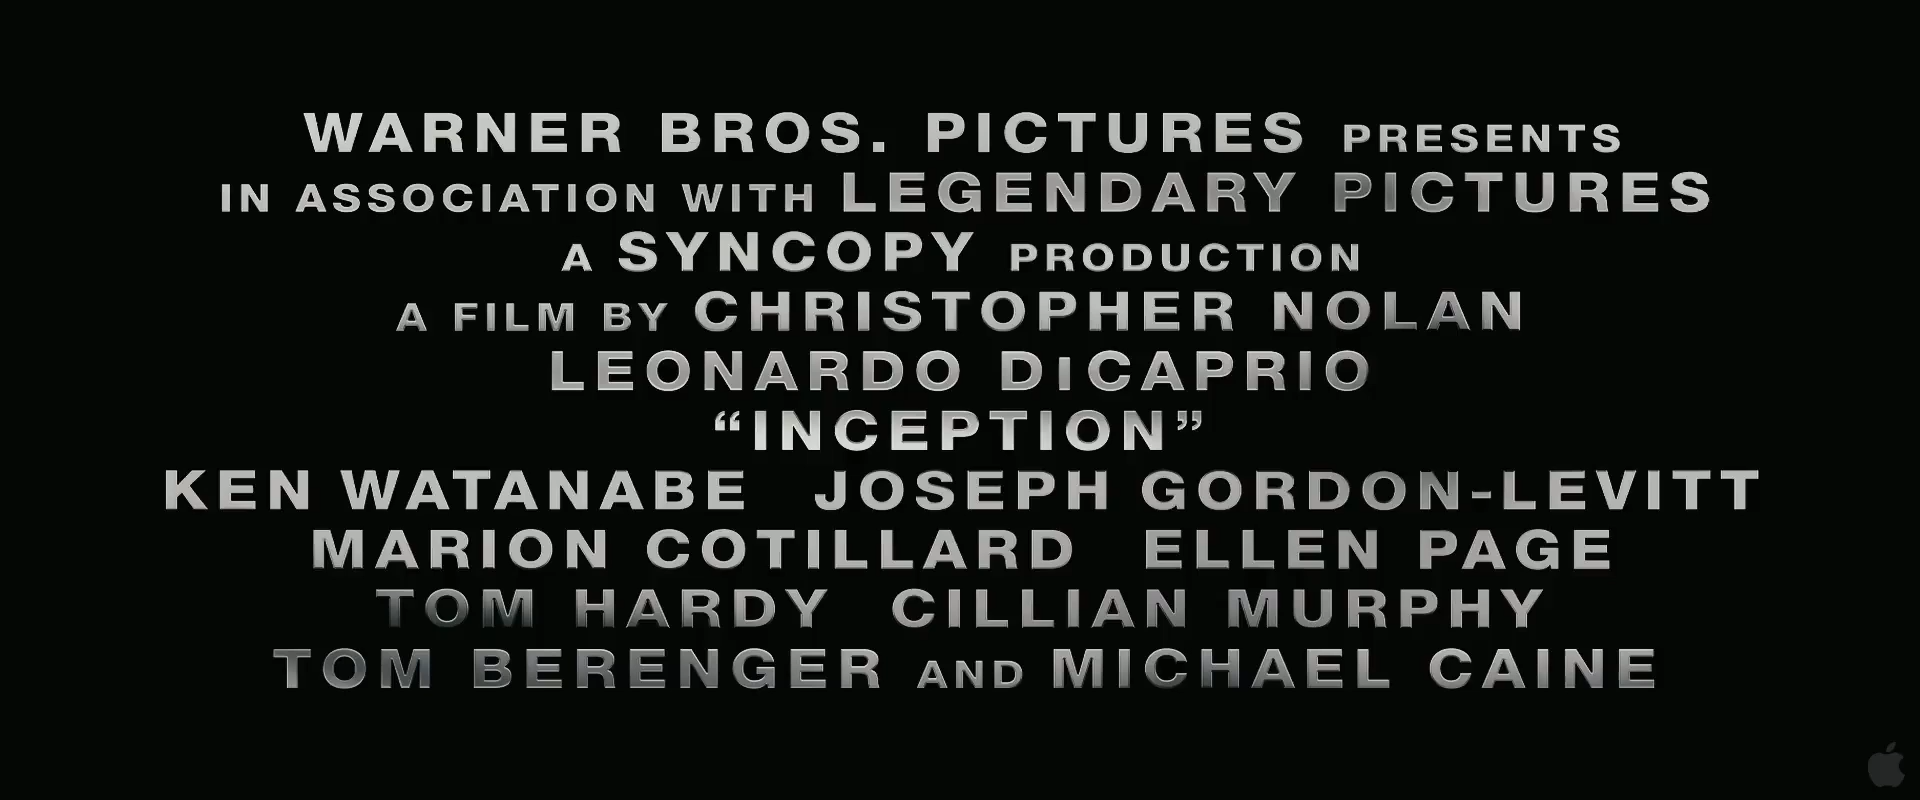 WARNER BROS. PICTURES PRESENTS
IN ASSOCIATION WITH LEGENDARY PICTURES
A SYNCOPY PRODUCTION
A FILM BY CHRISTOPHER NOLAN
LEONARDO DiCAPRIO
“INCEPTION”
KEN WATANABE JOSEPH GORDON-LEVITT
MARION COTILLARD ELLEN PAGE
TOM HARDY CILLIAN MURPHY
TOM BERENGER AND MICHAEL CAINE